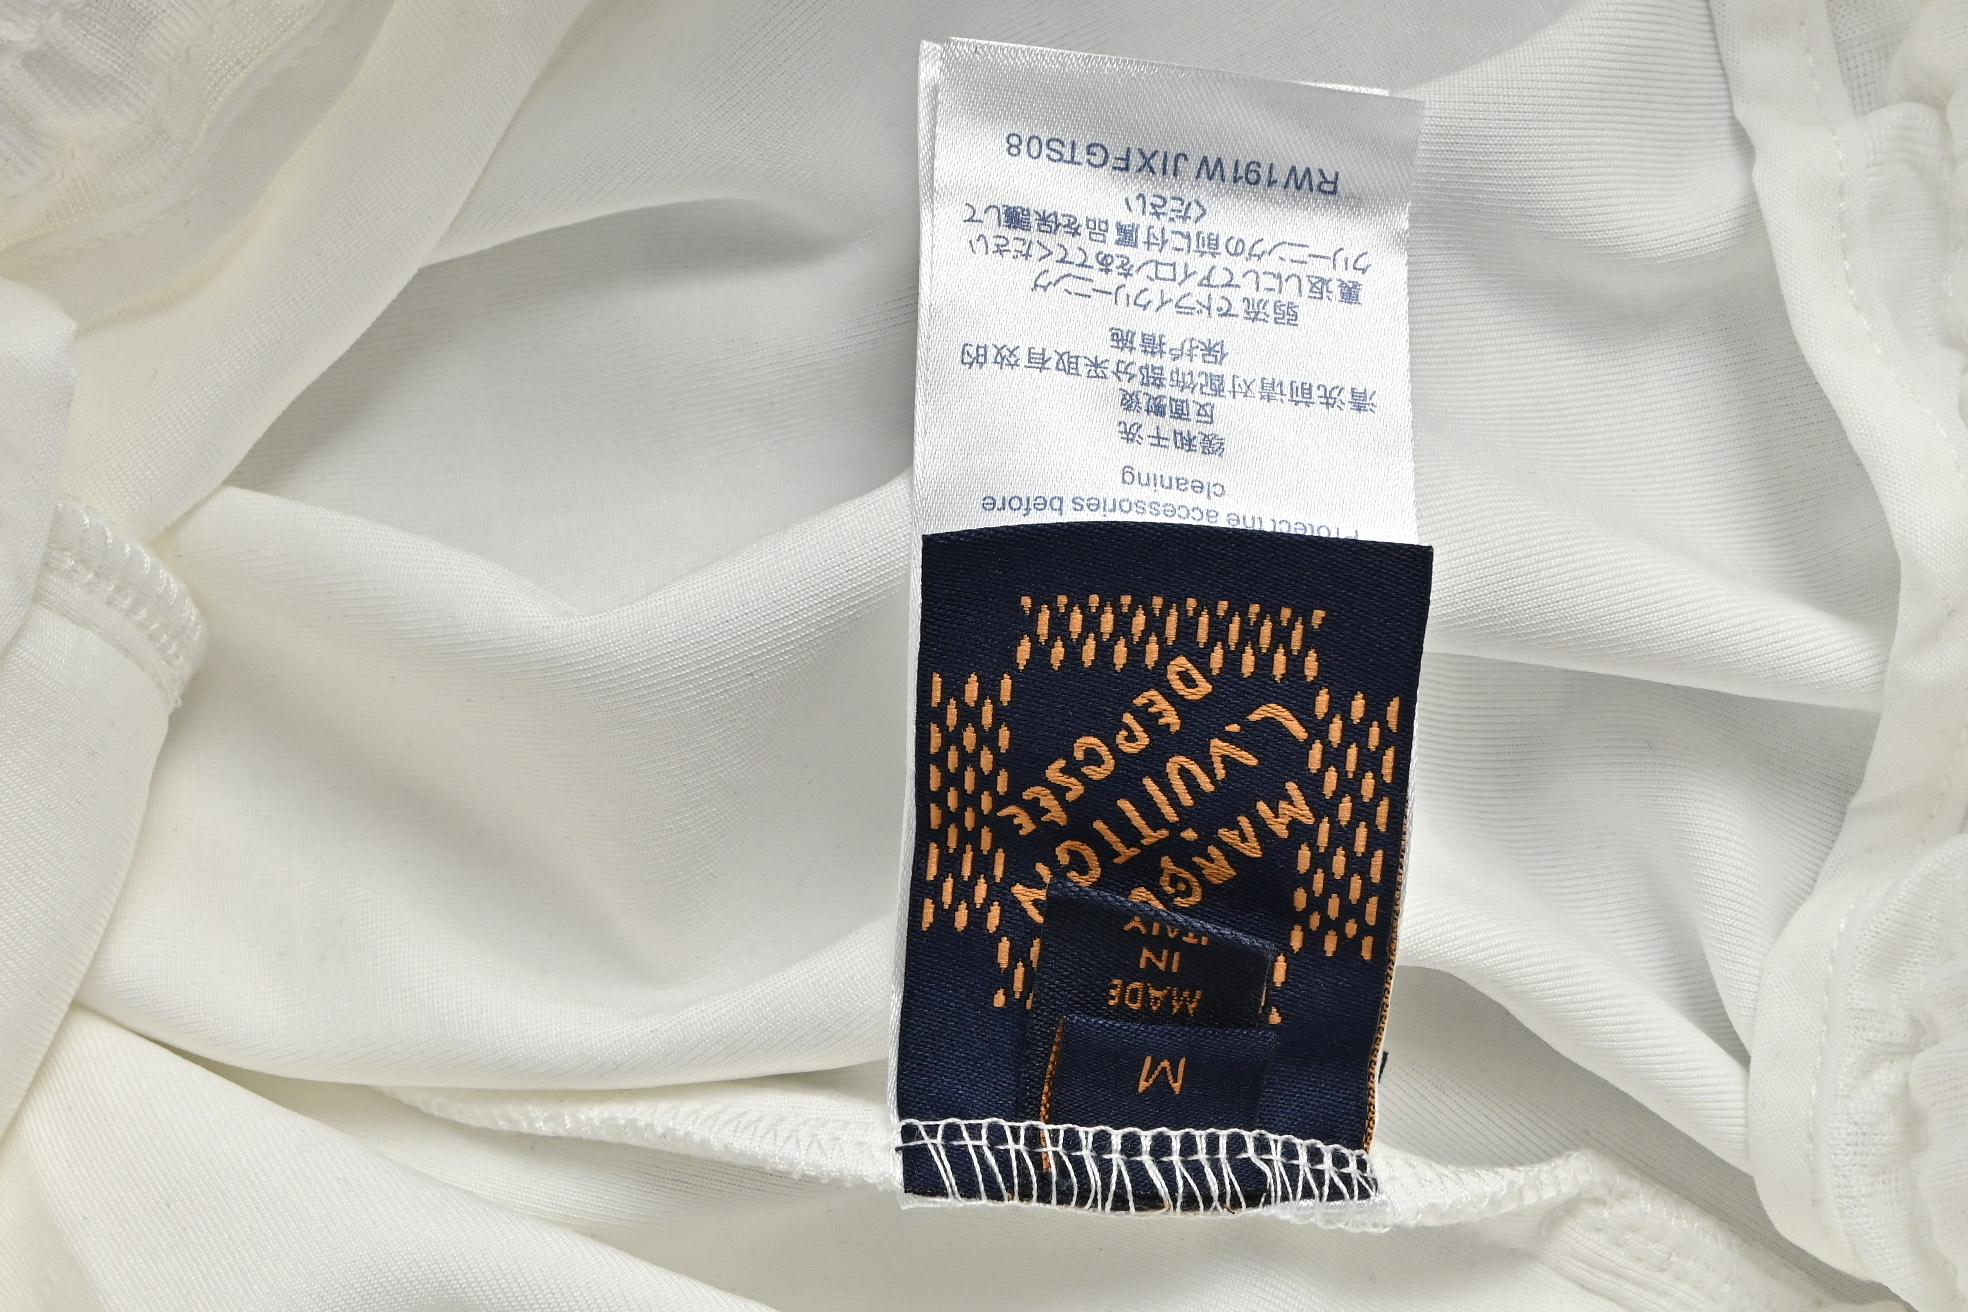 Protect the accessories before
cleaning
缓和干洗
反面熨烫
清洗前请对配饰部分采取有效的
保护措施
弱流でドライクリーニング
裏返しにしてアイロンをあててください
クリーニングの前に付属品を保護して
ください
RW191W JIXFGTS08
M
MADE
IN
ITALY
MARQU
L.VUITTON
DEPOSÉE
L